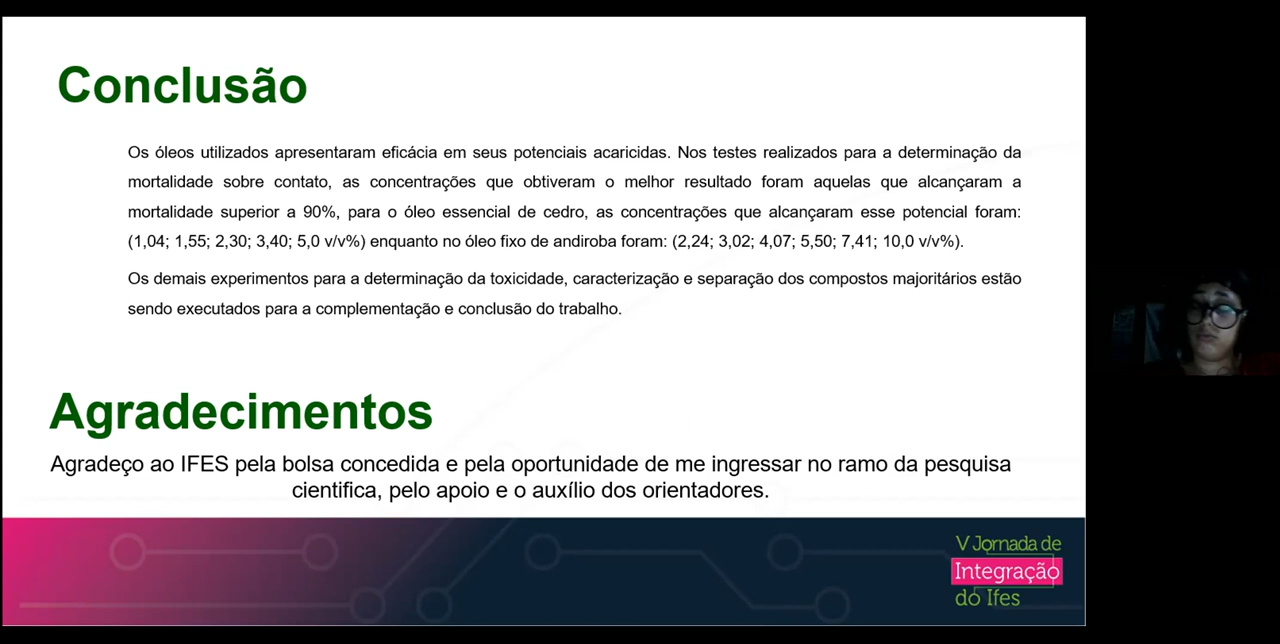 Conclusão
Os óleos utilizados apresentaram eficácia em seus potenciais acaricidas. Nos testes realizados para a determinação da
mortalidade sobre contato, as concentrações que obtiveram o melhor resultado foram aquelas que alcançaram a
mortalidade superior a 90%, para o óleo essencial de cedro, as concentrações que alcançaram esse potencial foram:
(1,04; 1,55; 2,30; 3,40; 5,0 v/v%) enquanto no óleo fixo de andiroba foram: (2,24; 3,02; 4,07; 5,50; 7,41; 10,0 v/v%).
Os demais experimentos para a determinação da toxicidade, caracterização e separação dos compostos majoritários estão
sendo executados para a complementação e conclusão do trabalho.
Agradecimentos
Agradeço ao IFES pela bolsa concedida e pela oportunidade de me ingressar no ramo da pesquisa
cientifica, pelo apoio e o auxílio dos orientadores.
V Jornada de
Integração
do Ifes